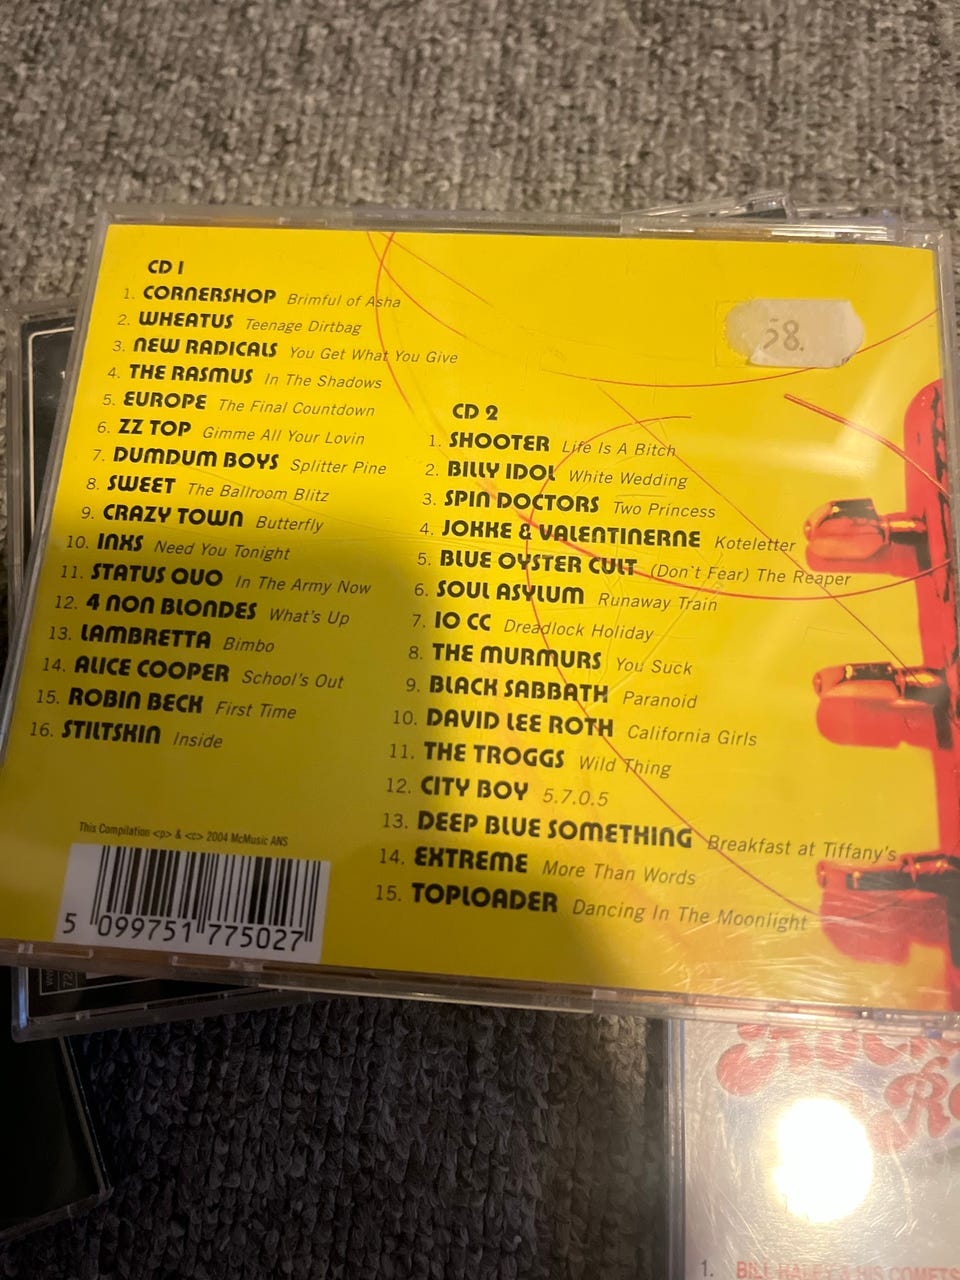 CD 1
1. CORNERSHOP Brimful of Asha
2. WHEATUS Teenage Dirtbag
3. NEW RADICALS You Get What You Give
4. THE RASMUS In The Shadows
5. EUROPE The Final Countdown
6. ZZ TOP Gimme All Your Lovin
7. DUMDUM BOYS Splitter Pine
8. SWEET The Ballroom Blitz
9. CRAZY TOWN Butterfly
10. INXS Need You Tonight
11. STATUS QUO In The Army Now
12. 4 NON BLONDES What's Up
13. LAMBRETTA Bimbo
14. ALICE COOPER School's Out
15. ROBIN BECK First Time
16. STILTSKIN Inside
This Compilation <p> & <c> 2004 McMusic ANS
5 099751 775027
58.
CD 2
1. SHOOTER Life Is A Bitch
2. BILLY IDOL White Wedding
3. SPIN DOCTORS Two Princess
4. JOKKE & VALENTINERNE Koteletter
5. BLUE OYSTER CULT (Don`t Fear) The Reaper
6. SOUL ASYLUM Runaway Train
7. 10 CC Dreadlock Holiday
8. THE MURMURS You Suck
9. BLACK SABBATH Paranoid
10. DAVID LEE ROTH California Girls
11. THE TROGGS Wild Thing
12. CITY BOY 5.7.0.5
13. DEEP BLUE SOMETHING Breakfast at Tiffany's
14. EXTREME More Than Words
15. TOPLOADER Dancing In The Moonlight
1. BILL HALEY & HIS COMETS